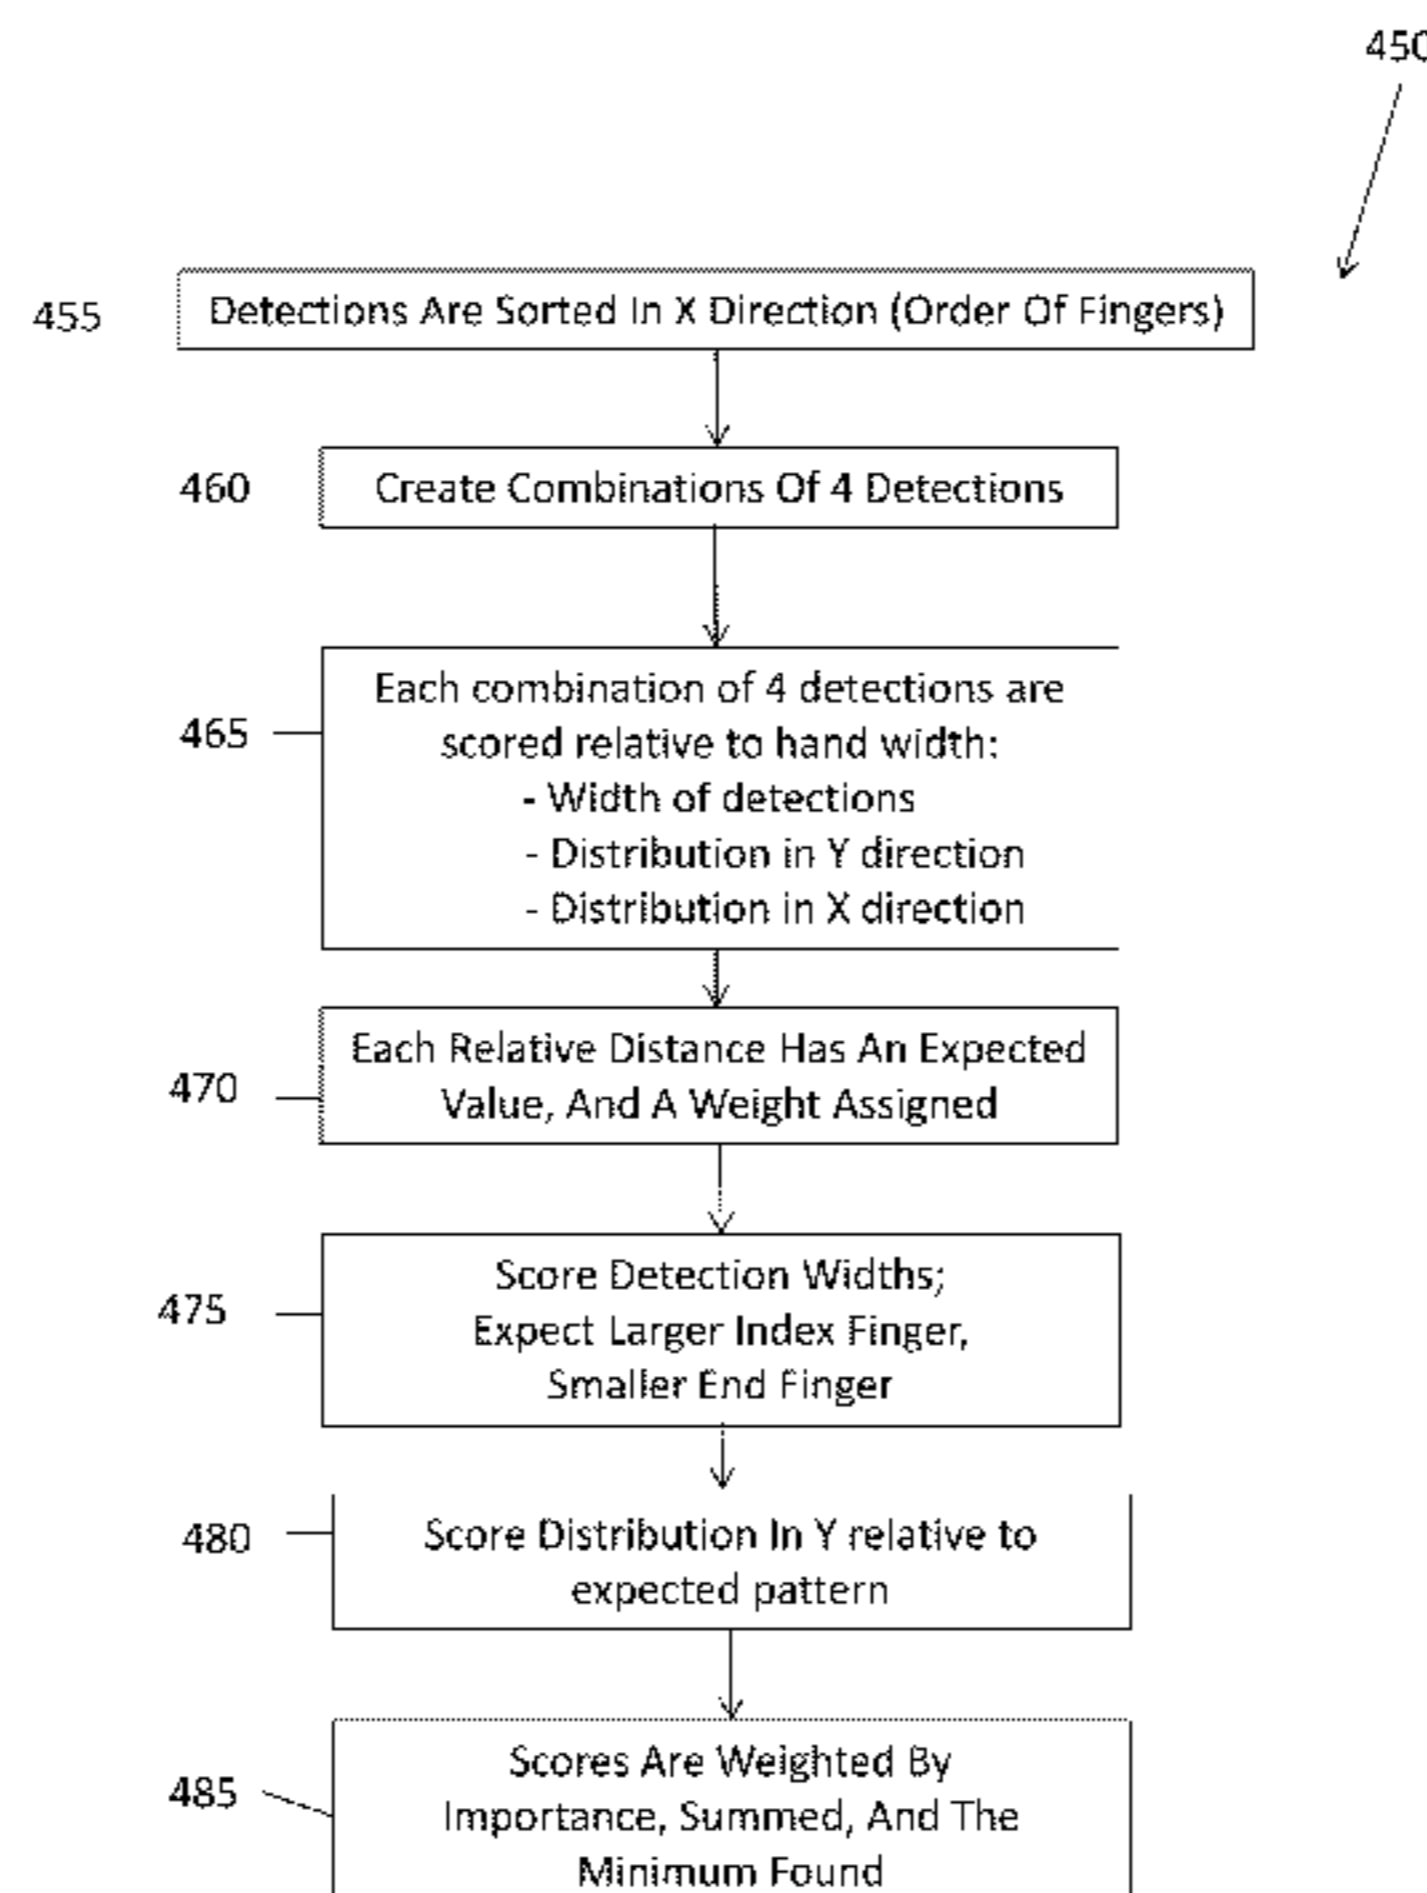 450
455 Detections Are Sorted In X Direction (Order Of Fingers)
460 Create Combinations Of 4 Detections
Each combination of 4 detections are
465 scored relative to hand width:
- Width of detections
- Distribution in Y direction
- Distribution in X direction
Each Relative Distance Has An Expected
470 Value, And A Weight Assigned
Score Detection Widths;
475 Expect Larger Index Finger,
Smaller End Finger
480 Score Distribution In Y relative to
expected pattern
Scores Are Weighted By
485 Importance, Summed, And The
Minimum Found